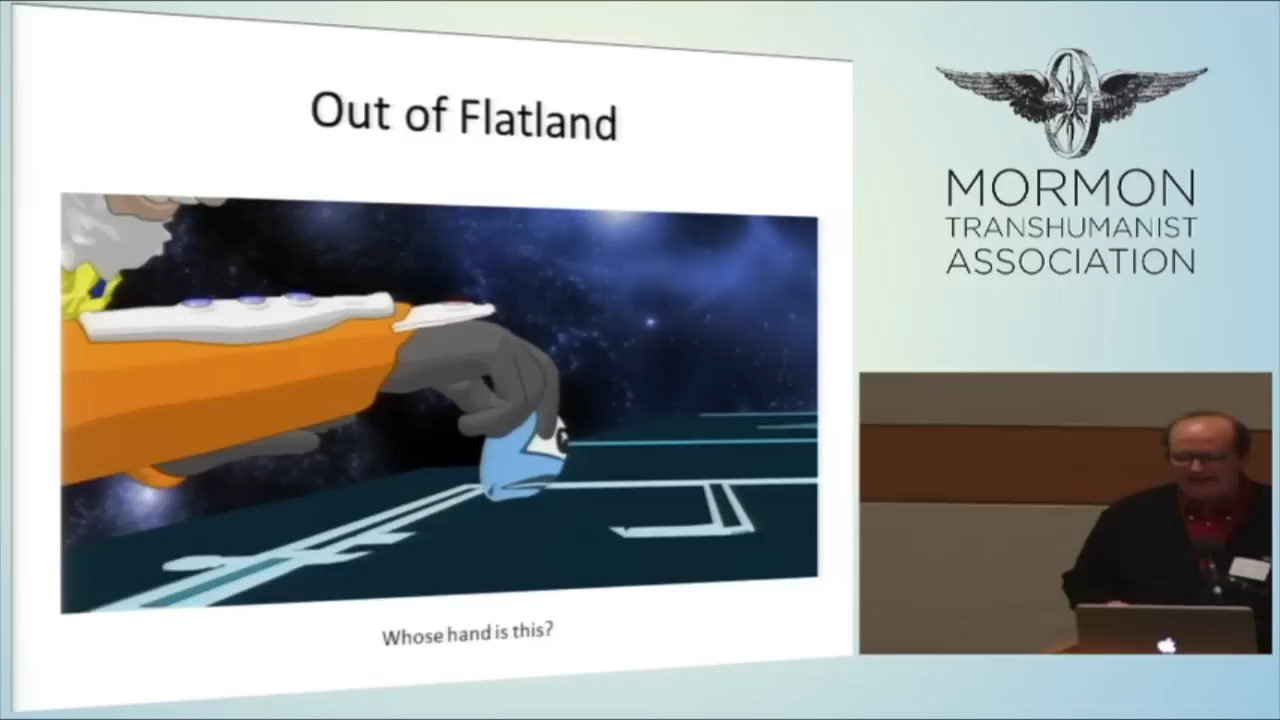 Out of Flatland
Whose hand is this?
MORMON
TRANSHUMANIST
ASSOCIATION